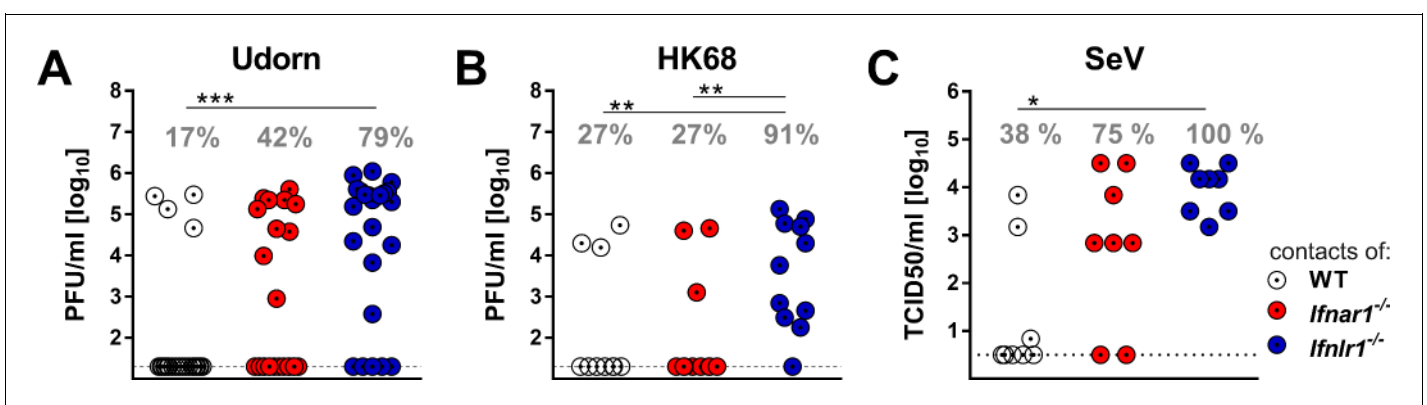 A
Udorn
PFU/ml [log10]
8
7
6
5
4
3
2
***
17% 42% 79%
B
HK68
PFU/ml [log10]
8
7
6
5
4
3
2
**
**
27% 27% 91%
C
SeV
TCID50/ml [log10]
6
5
4
3
2
1
*
38 % 75 % 100 %
contacts of:
WT
Ifnar1-/-
Ifnlr1-/-